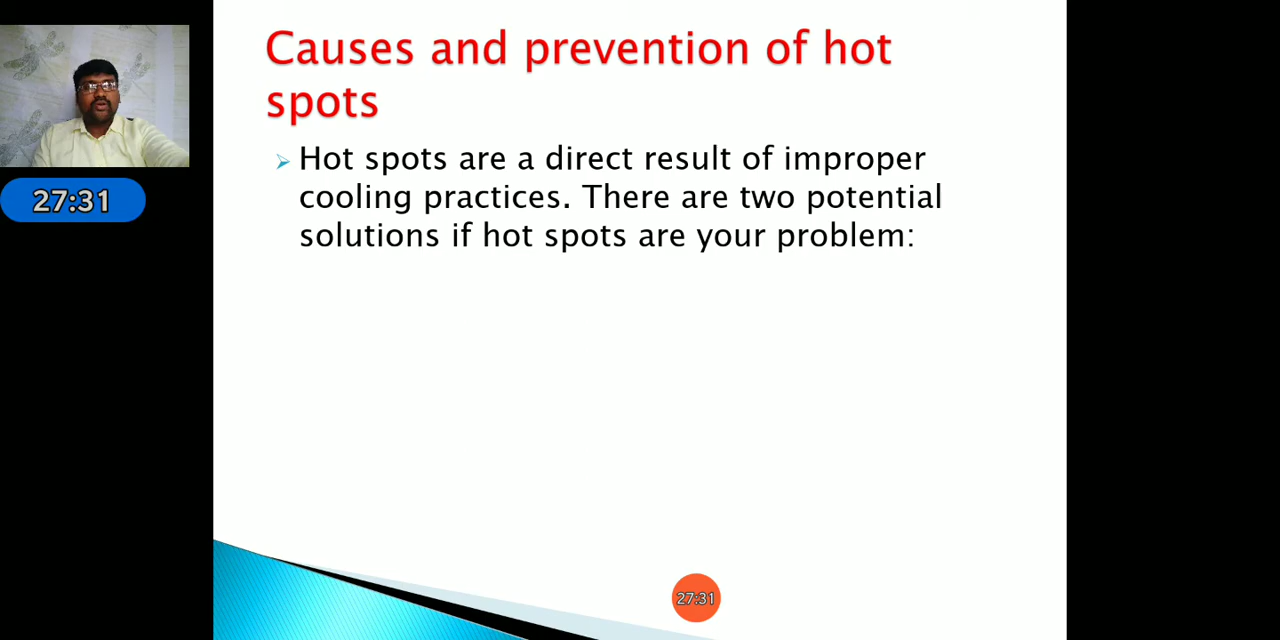 Causes and prevention of hot
spots
27:31
Hot spots are a direct result of improper
cooling practices. There are two potential
solutions if hot spots are your problem:
27:31